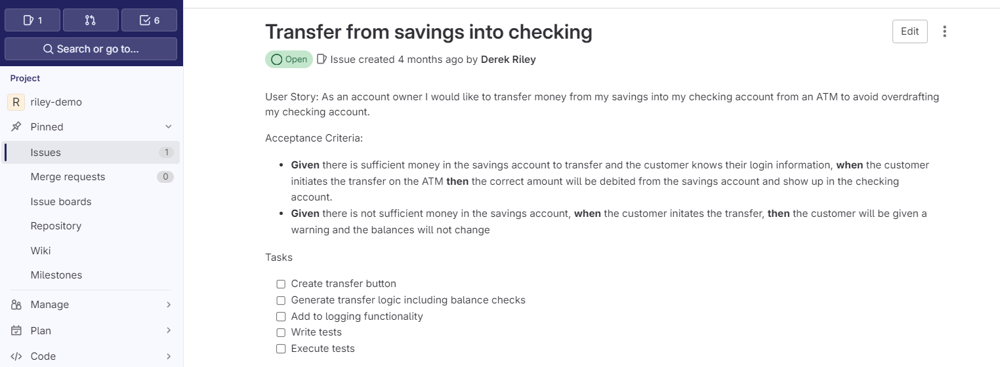 1
6
Search or go to...
Project
R riley-demo
Pinned
Issues 1
Merge requests 0
Issue boards
Repository
Wiki
Milestones
Manage
Plan
Code
Transfer from savings into checking
Edit
Open Issue created 4 months ago by Derek Riley
User Story: As an account owner I would like to transfer money from my savings into my checking account from an ATM to avoid overdrafting
my checking account.
Acceptance Criteria:
• Given there is sufficient money in the savings account to transfer and the customer knows their login information, when the customer
initiates the transfer on the ATM then the correct amount will be debited from the savings account and show up in the checking
account.
• Given there is not sufficient money in the savings account, when the customer initates the transfer, then the customer will be given a
warning and the balances will not change
Tasks
Create transfer button
Generate transfer logic including balance checks
Add to logging functionality
Write tests
Execute tests